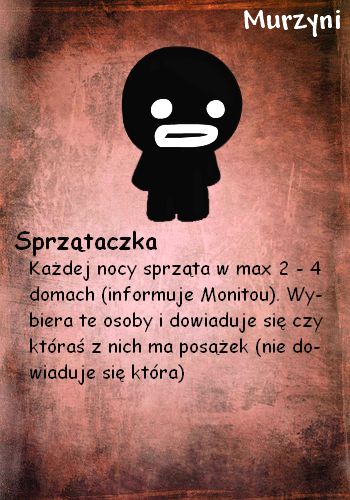 Murzyni
Sprzątaczka
Każdej nocy sprząta w max 2 - 4
domach (informuje Monitou). Wy-
biera te osoby i dowiaduje się czy
któraś z nich ma posążek (nie do-
wiaduje się która)